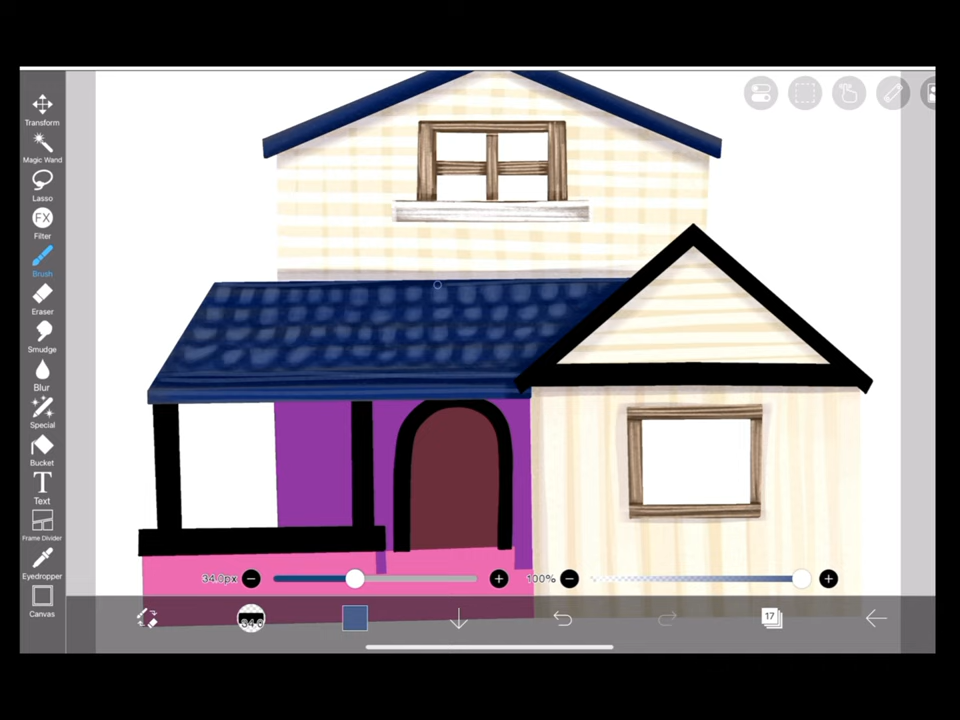 Transform
Magic Wand
Lasso
FX
Filter
Brush
Eraser
Smudge
Blur
Special
Bucket
T
Text
Frame Divider
Eyedropper
Canvas
34.0px
100%
17